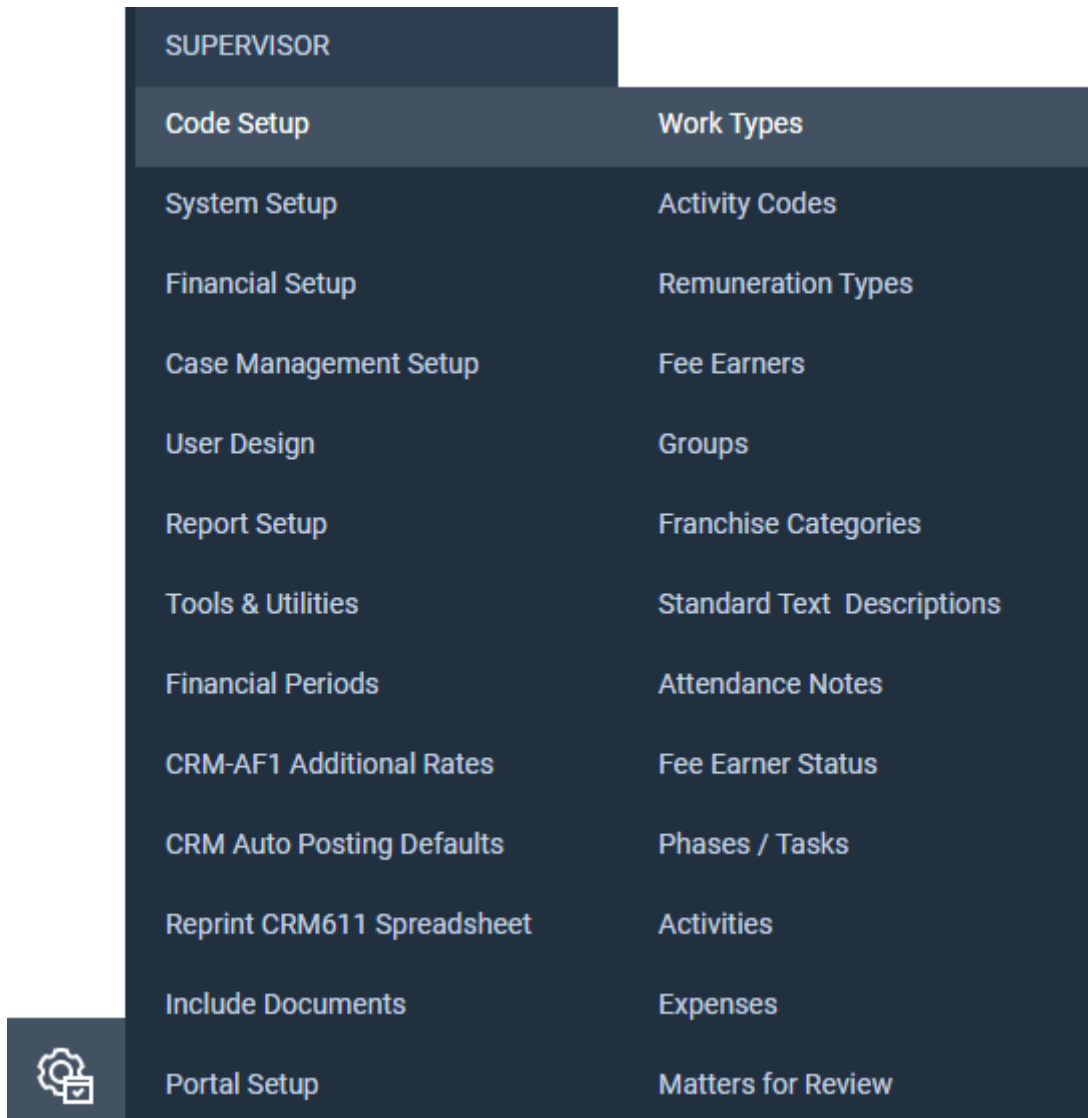 SUPERVISOR
Code Setup
System Setup
Financial Setup
Case Management Setup
User Design
Report Setup
Tools & Utilities
Financial Periods
CRM-AF1 Additional Rates
CRM Auto Posting Defaults
Reprint CRM611 Spreadsheet
Include Documents
Portal Setup
Work Types
Activity Codes
Remuneration Types
Fee Earners
Groups
Franchise Categories
Standard Text  Descriptions
Attendance Notes
Fee Earner Status
Phases / Tasks
Activities
Expenses
Matters for Review